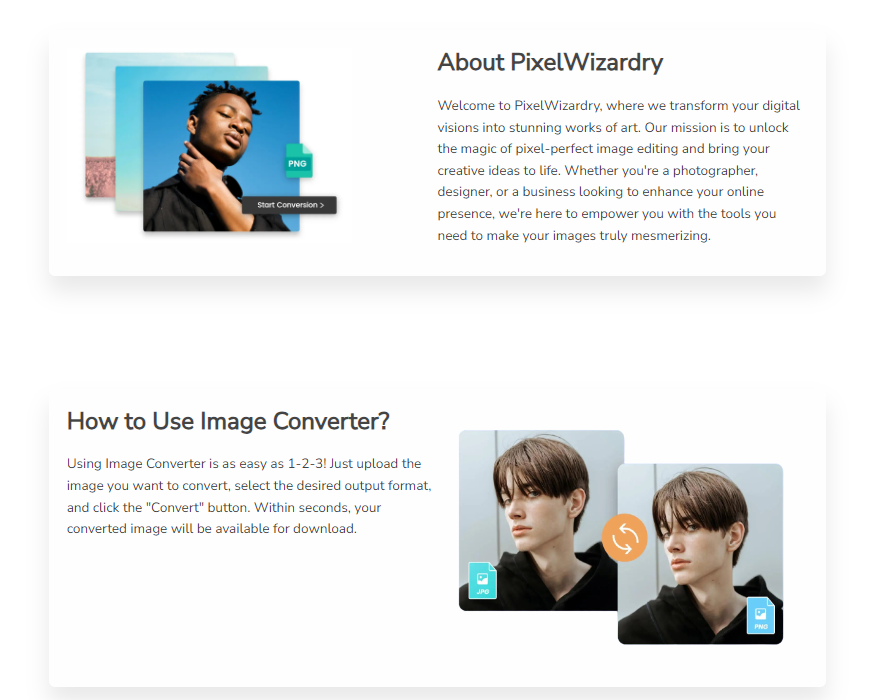 About PixelWizardry
Welcome to PixelWizardry, where we transform your digital
visions into stunning works of art. Our mission is to unlock
the magic of pixel-perfect image editing and bring your
creative ideas to life. Whether you're a photographer,
designer, or a business looking to enhance your online
presence, we're here to empower you with the tools you
need to make your images truly mesmerizing.
PNG
Start Conversion >
How to Use Image Converter?
Using Image Converter is as easy as 1-2-3! Just upload the
image you want to convert, select the desired output format,
and click the "Convert" button. Within seconds, your
converted image will be available for download.
JPG
PNG